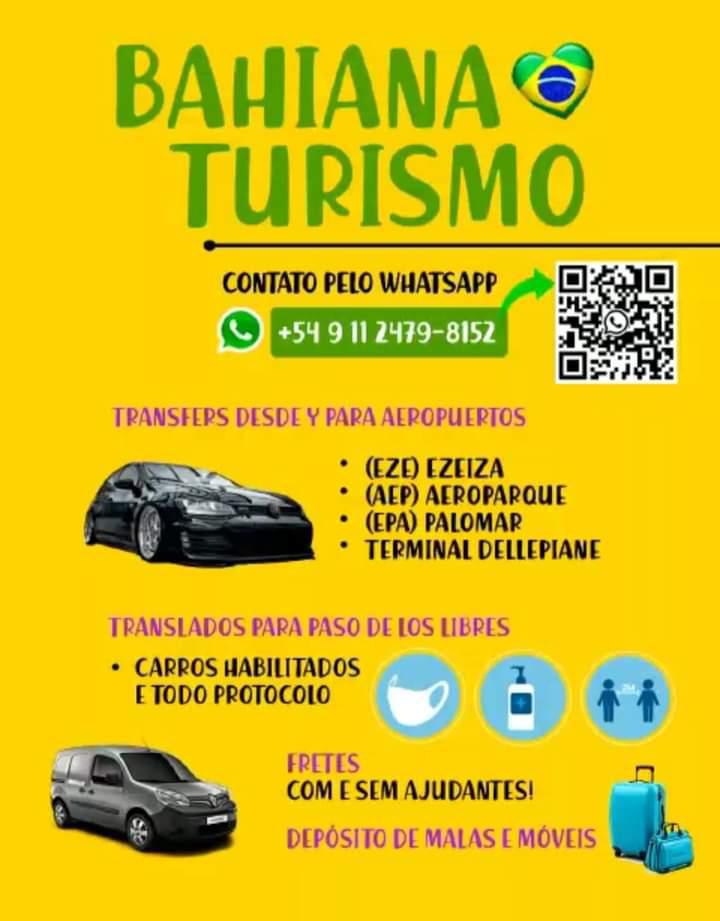 BAHIANA
TURISMO
CONTATO PELO WHATSAPP
+54 9 11 2479-8152
TRANSFERS DESDE Y PARA AEROPUERTOS
• (EZE) EZEIZA
• (AEP) AEROPARQUE
• (EPA) PALOMAR
• TERMINAL DELLEPIANE
TRANSLADOS PARA PASO DE LOS LIBRES
• CARROS HABILITADOS
E TODO PROTOCOLO
2M
FRETES
COM E SEM AJUDANTES!
DEPÓSITO DE MALAS E MÓVEIS